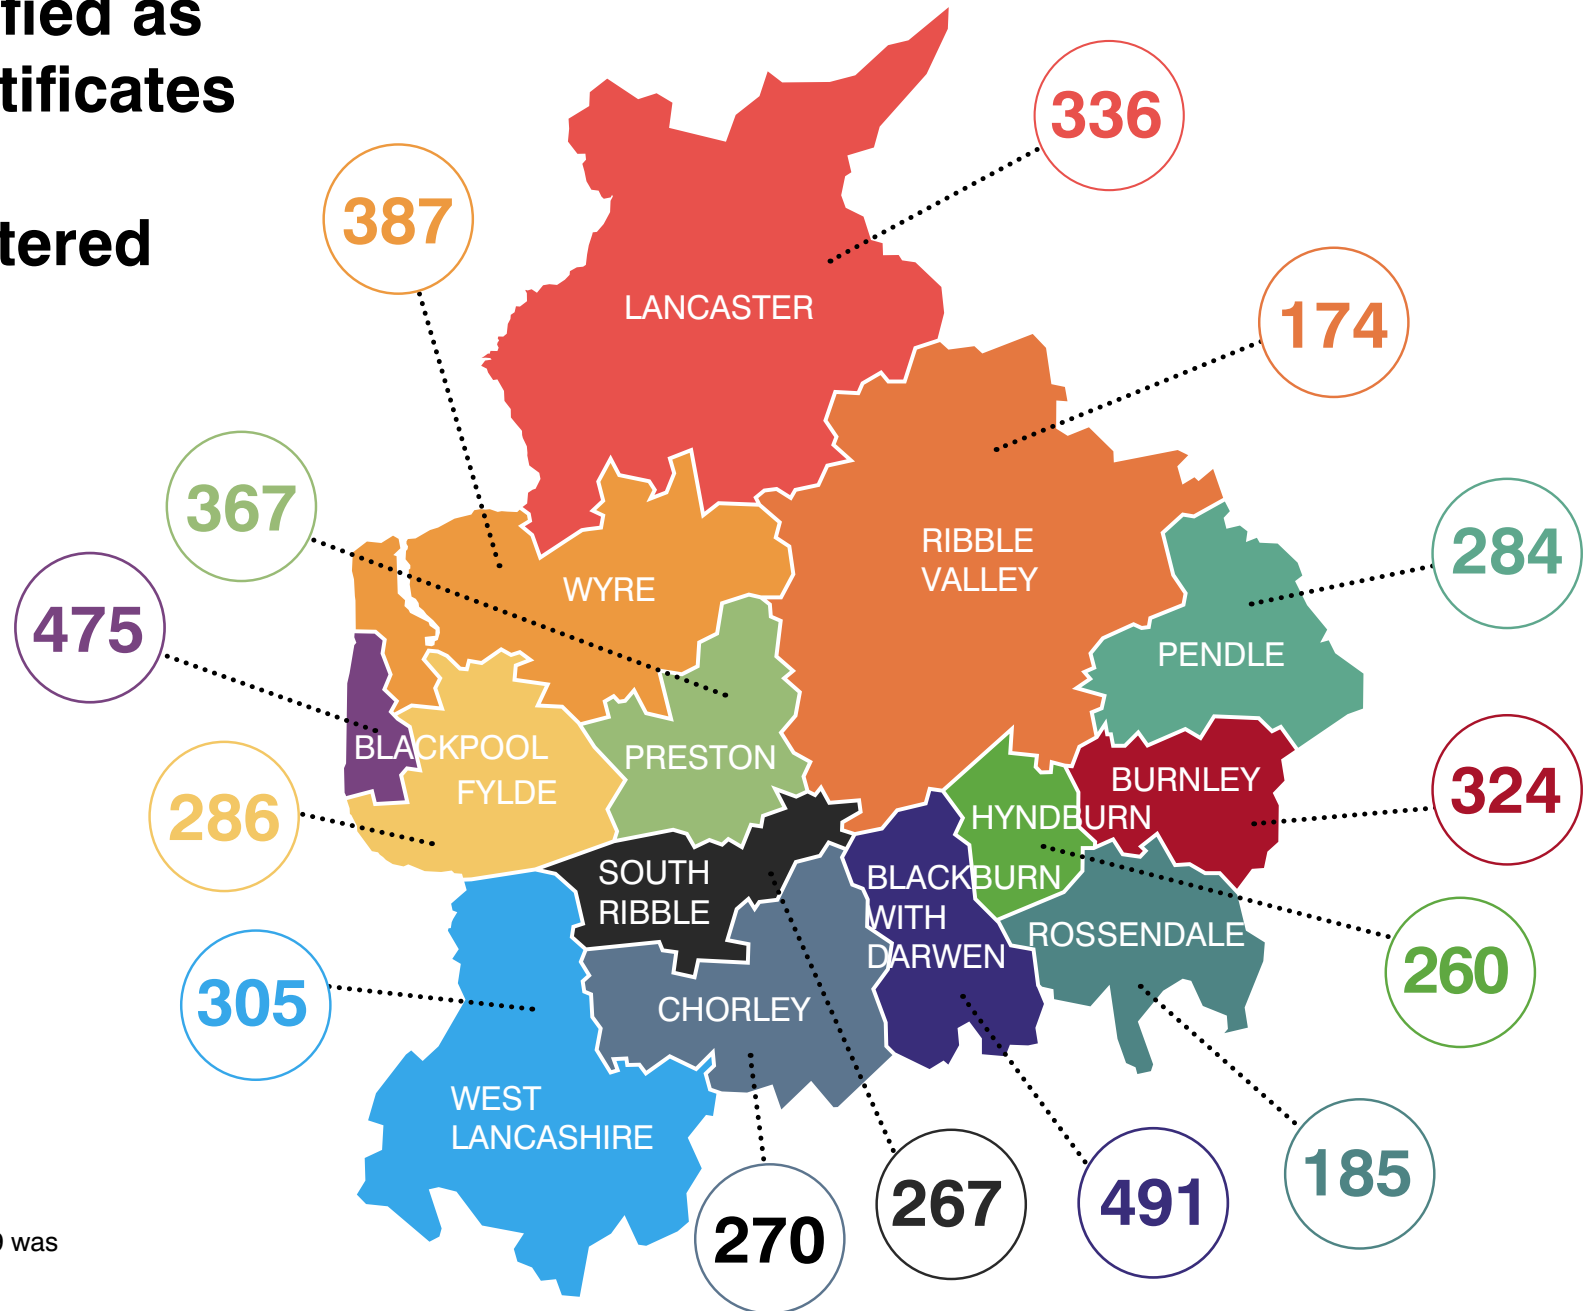 fied as
tificates
tered
336
387
LANCASTER
174
367
RIBBLE
VALLEY
284
WYRE
475
PENDLE
BLACKPOOL
PRESTON
FYLDE
BURNLEY
324
286
HYNDBURN
SOUTH
RIBBLE
BLACKBURN
WITH
DARWEN
ROSSENDALE
260
305
CHORLEY
WEST
LANCASHIRE
185
267
491
270
was